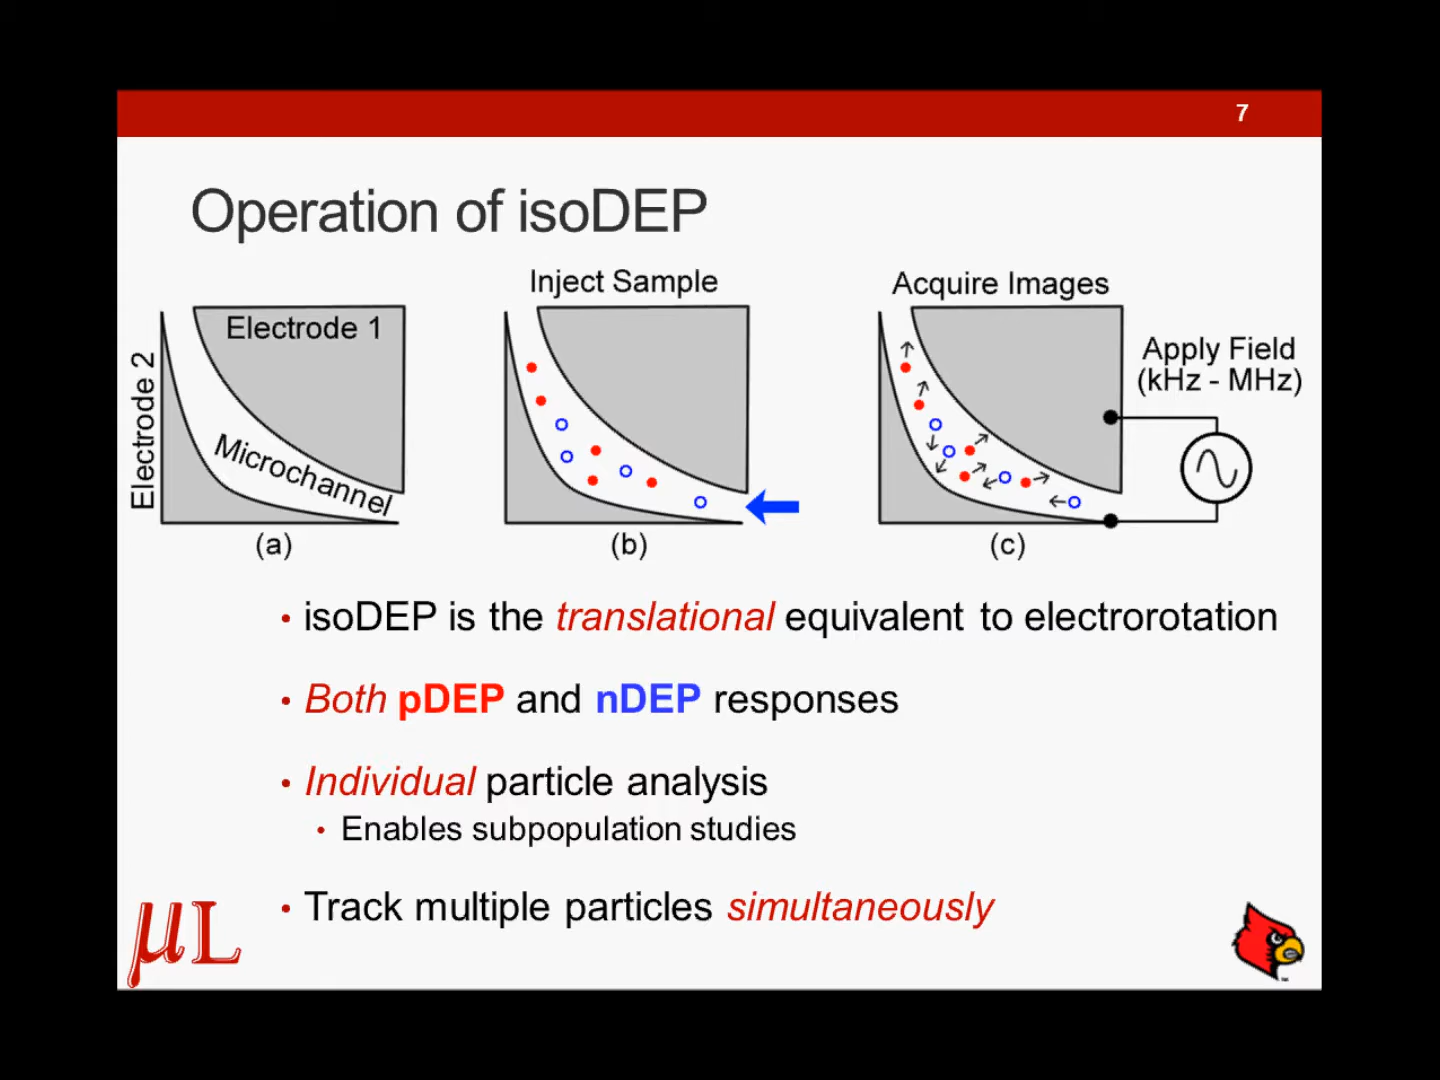 7
Operation of isoDEP
Electrode 1
Electrode 2
Microchannel
(a)
Inject Sample
(b)
Acquire Images
Apply Field
(kHz - MHz)
(c)
• isoDEP is the translational equivalent to electrorotation
• Both pDEP and nDEP responses
• Individual particle analysis
• Enables subpopulation studies
• Track multiple particles simultaneously
µL